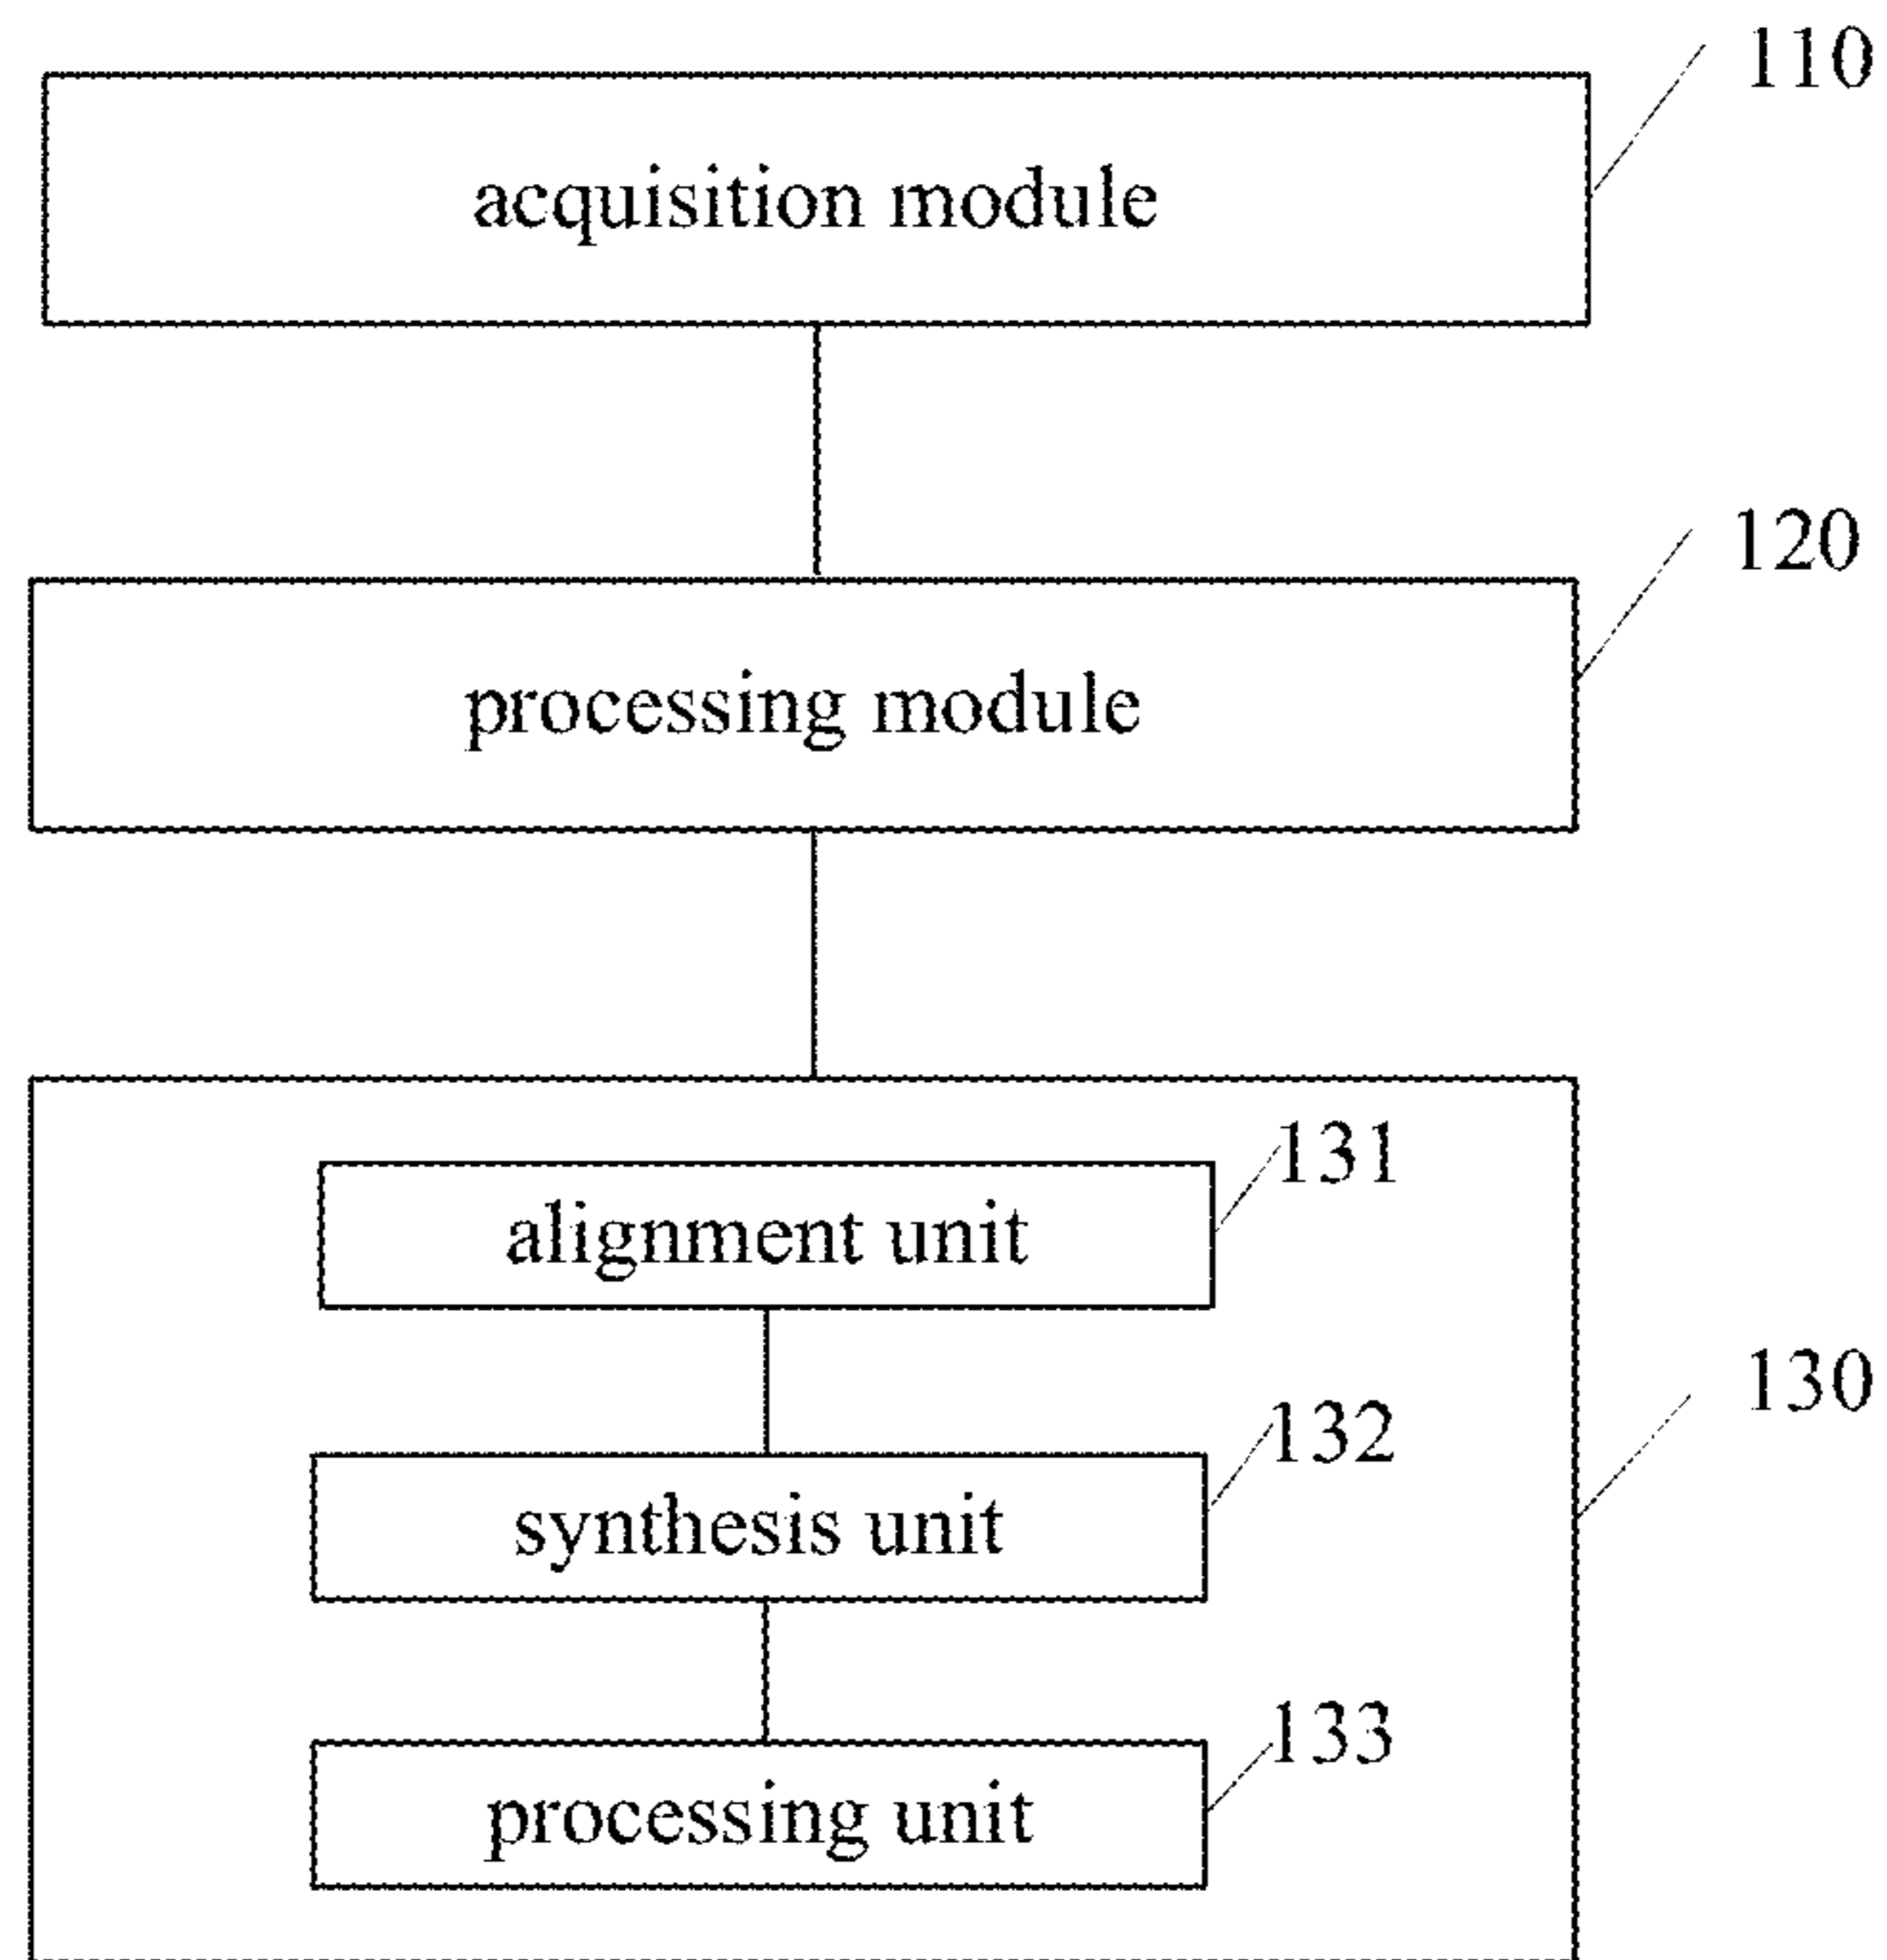 110
acquisition module
120
processing module
131
alignment unit
130
132
synthesis unit
133
processing unit